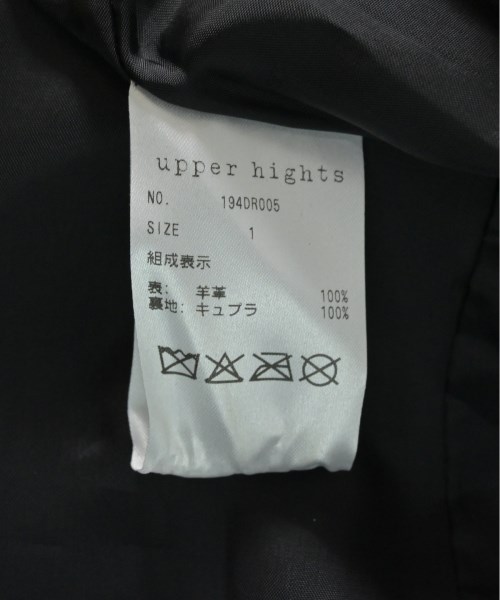 upper hights
NO. 194DR005
SIZE 1
組成表示
表: 羊革 100%
裏地: キュプラ 100%